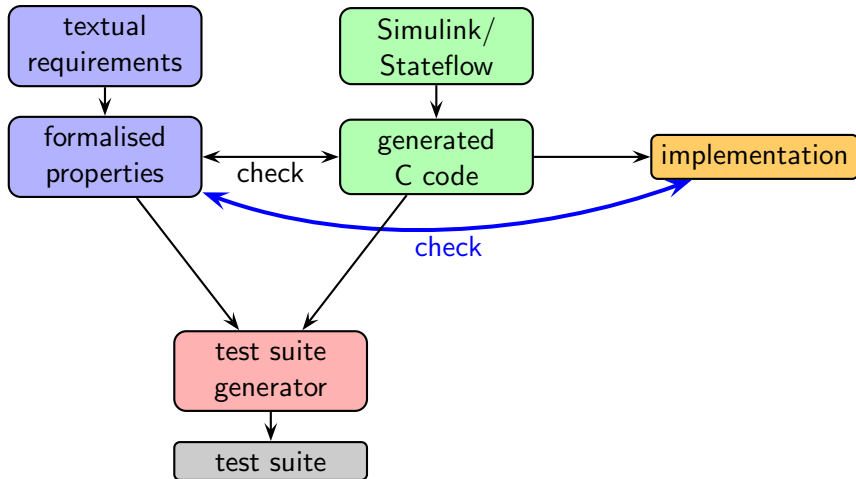 textual
requirements
Simulink/
Stateflow
formalised
properties
check
generated
C code
implementation
check
test suite
generator
test suite